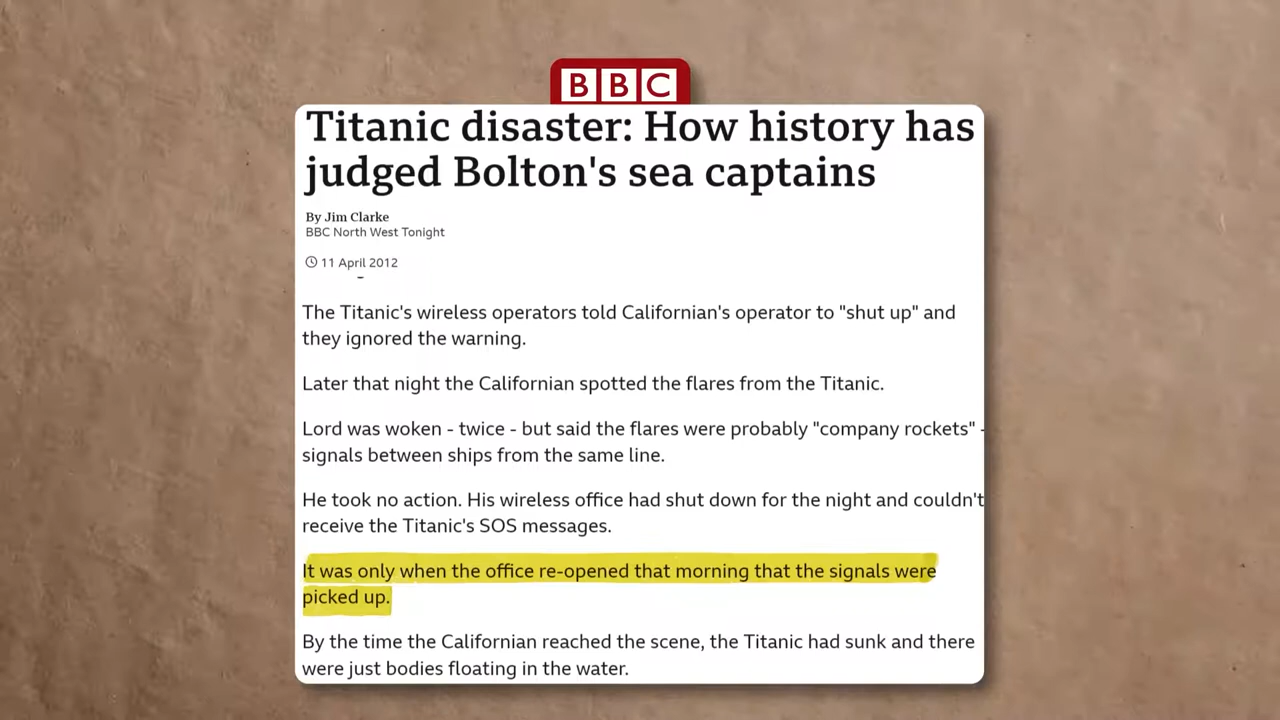 BBC
Titanic disaster: How history has
judged Bolton's sea captains
By Jim Clarke
BBC North West Tonight
11 April 2012
The Titanic's wireless operators told Californian's operator to "shut up" and
they ignored the warning.
Later that night the Californian spotted the flares from the Titanic.
Lord was woken - twice - but said the flares were probably "company rockets" -
signals between ships from the same line.
He took no action. His wireless office had shut down for the night and couldn't
receive the Titanic's SOS messages.
It was only when the office re-opened that morning that the signals were
picked up.
By the time the Californian reached the scene, the Titanic had sunk and there
were just bodies floating in the water.